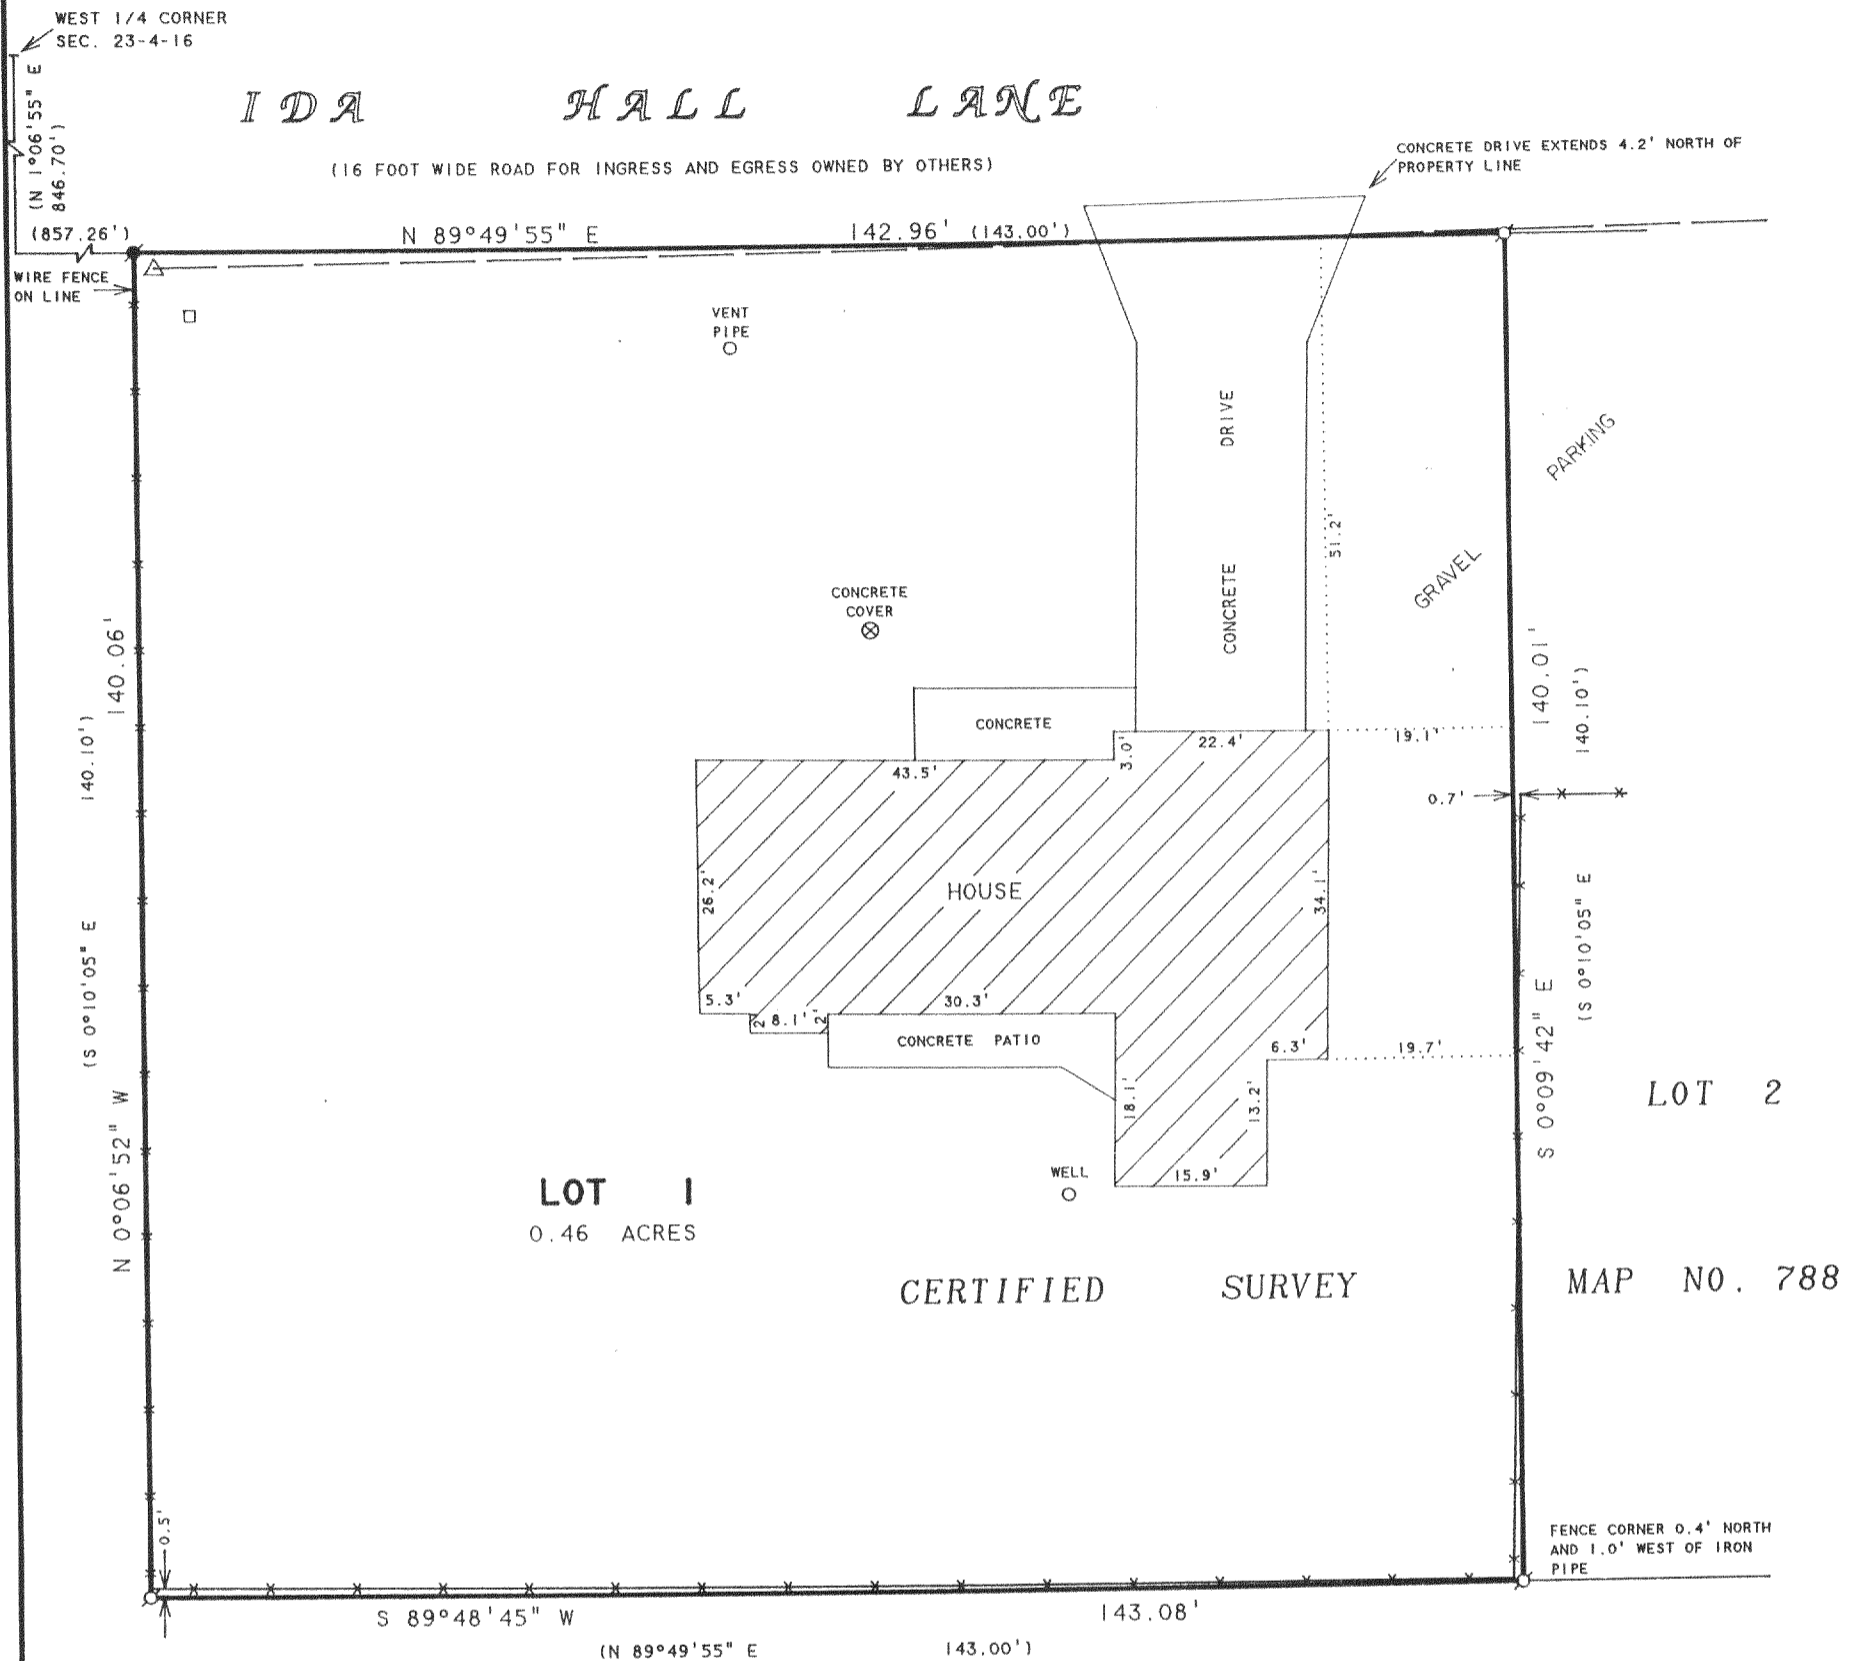 WEST 1/4 CORNER
SEC. 23-4-16
(N 1°06'55" E
846.70')
IDA HALL LANE
(16 FOOT WIDE ROAD FOR INGRESS AND EGRESS OWNED BY OTHERS)
CONCRETE DRIVE EXTENDS 4.2' NORTH OF
PROPERTY LINE
(857.26')
N 89°49'55" E 142.96' (143.00')
WIRE FENCE
ON LINE
VENT
PIPE
CONCRETE DRIVE
51.2'
GRAVEL PARKING
CONCRETE
COVER
140.06'
140.10')
(S 0°10'05" E
N 0°06'52" W
140.01'
140.10')
(S 0°10'05" E
S 0°09'42" E
CONCRETE
3.0'
22.4'
19.1'
43.5'
0.7'
HOUSE
26.2'
34.1'
5.3'
2'
8.1'
2'
30.3'
CONCRETE PATIO
6.3'
19.7'
18.1'
13.2'
LOT 2
WELL
15.9'
LOT 1
0.46 ACRES
CERTIFIED SURVEY MAP NO. 788
0.5'
FENCE CORNER 0.4' NORTH
AND 1.0' WEST OF IRON
PIPE
S 89°48'45" W 143.08'
(N 89°49'55" E 143.00')